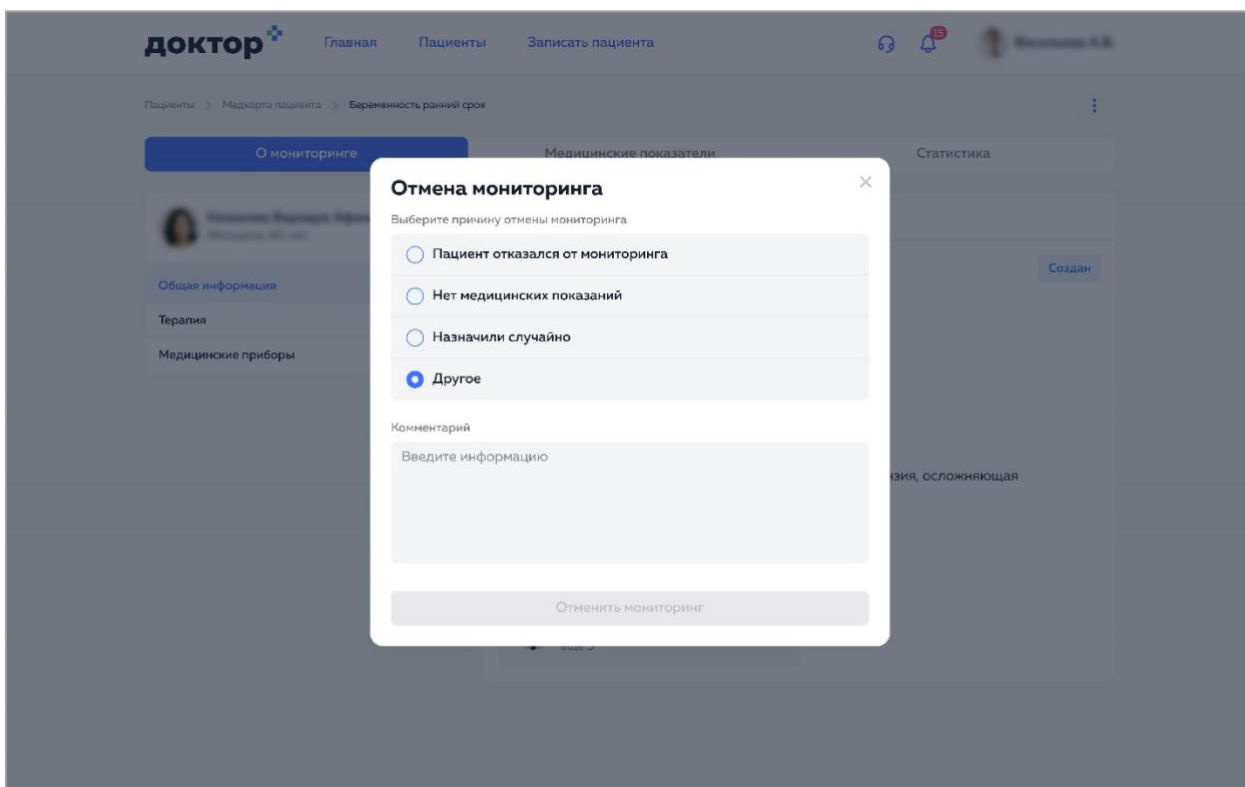 доктор
Главная
Пациенты
Записать пациента
15
Пациенты > Медкарта пациента > Беременность ранний срок
О мониторинге
Медицинские показатели
Статистика
Общая информация
Терапия
Медицинские приборы
Создан
Отмена мониторинга
Выберите причину отмены мониторинга
Пациент отказался от мониторинга
Нет медицинских показаний
Назначили случайно
Другое
Комментарий
Введите информацию
Отменить мониторинг
осложняющая